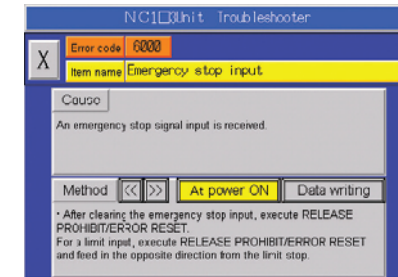 NC1□3Unit Troubleshooter
X
Error code 6000
Item name Emergency stop input
Cause
An emergency stop signal input is received.
Method << >> At power ON Data writing
· After clearing the emergency stop input, execute RELEASE
PROHIBIT/ERROR RESET.
For a limit input, execute RELEASE PROHIBIT/ERROR RESET
and feed in the opposite direction from the limit stop.